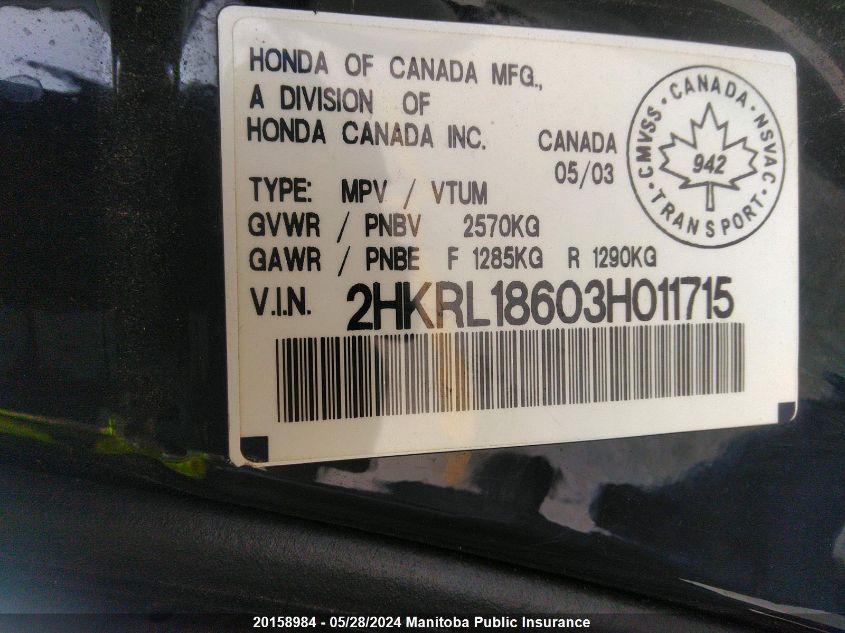 HONDA OF CANADA MFG.,
A DIVISION OF
HONDA CANADA INC.
CANADA
05/03
CMVSS · CANADA · NSVAC · TRANSPORT ·
942
TYPE: MPV / VTUM
GVWR / PNBV 2570KG
GAWR / PNBE F 1285KG R 1290KG
V.I.N. 2HKRL18603H011715
20158984 - 05/28/2024 Manitoba Public Insurance